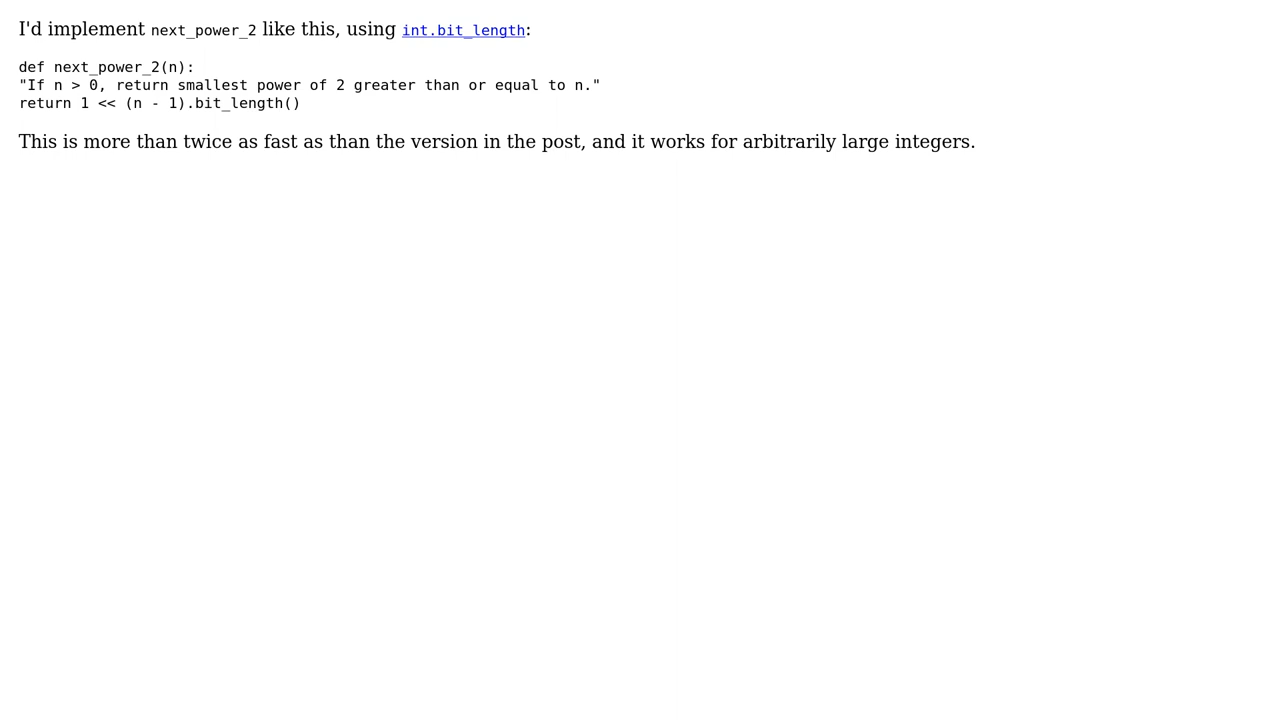 I'd implement next_power_2 like this, using int.bit_length:
def next_power_2(n):
"If n > 0, return smallest power of 2 greater than or equal to n."
return 1 << (n - 1).bit_length()
This is more than twice as fast as than the version in the post, and it works for arbitrarily large integers.